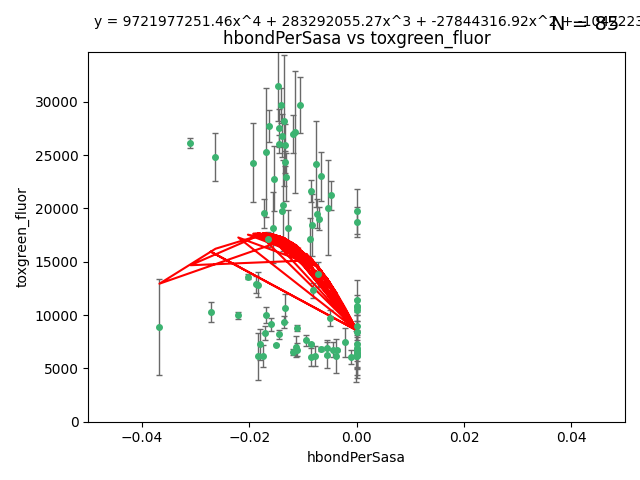 y = 9721977251.46x^4 + 283292055.27x^3 + -27844316.92x^2 +
N = 85
hbondPerSasa vs toxgreen_fluor
30000
25000
20000
15000
10000
5000
0
toxgreen_fluor
−0.04
−0.02
0.00
0.02
0.04
hbondPerSasa